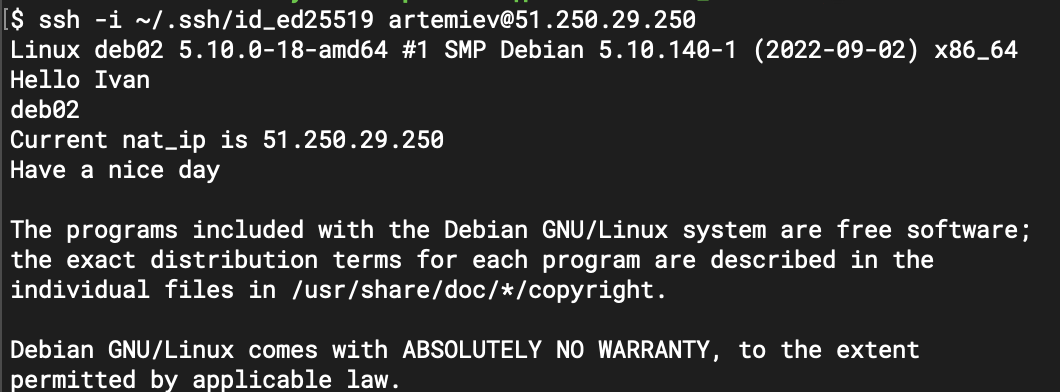 [$ ssh -i ~/.ssh/id_ed25519 artemiev@51.250.29.250
Linux deb02 5.10.0-18-amd64 #1 SMP Debian 5.10.140-1 (2022-09-02) x86_64
Hello Ivan
deb02
Current nat_ip is 51.250.29.250
Have a nice day
The programs included with the Debian GNU/Linux system are free software;
the exact distribution terms for each program are described in the
individual files in /usr/share/doc/*/copyright.
Debian GNU/Linux comes with ABSOLUTELY NO WARRANTY, to the extent
permitted by applicable law.